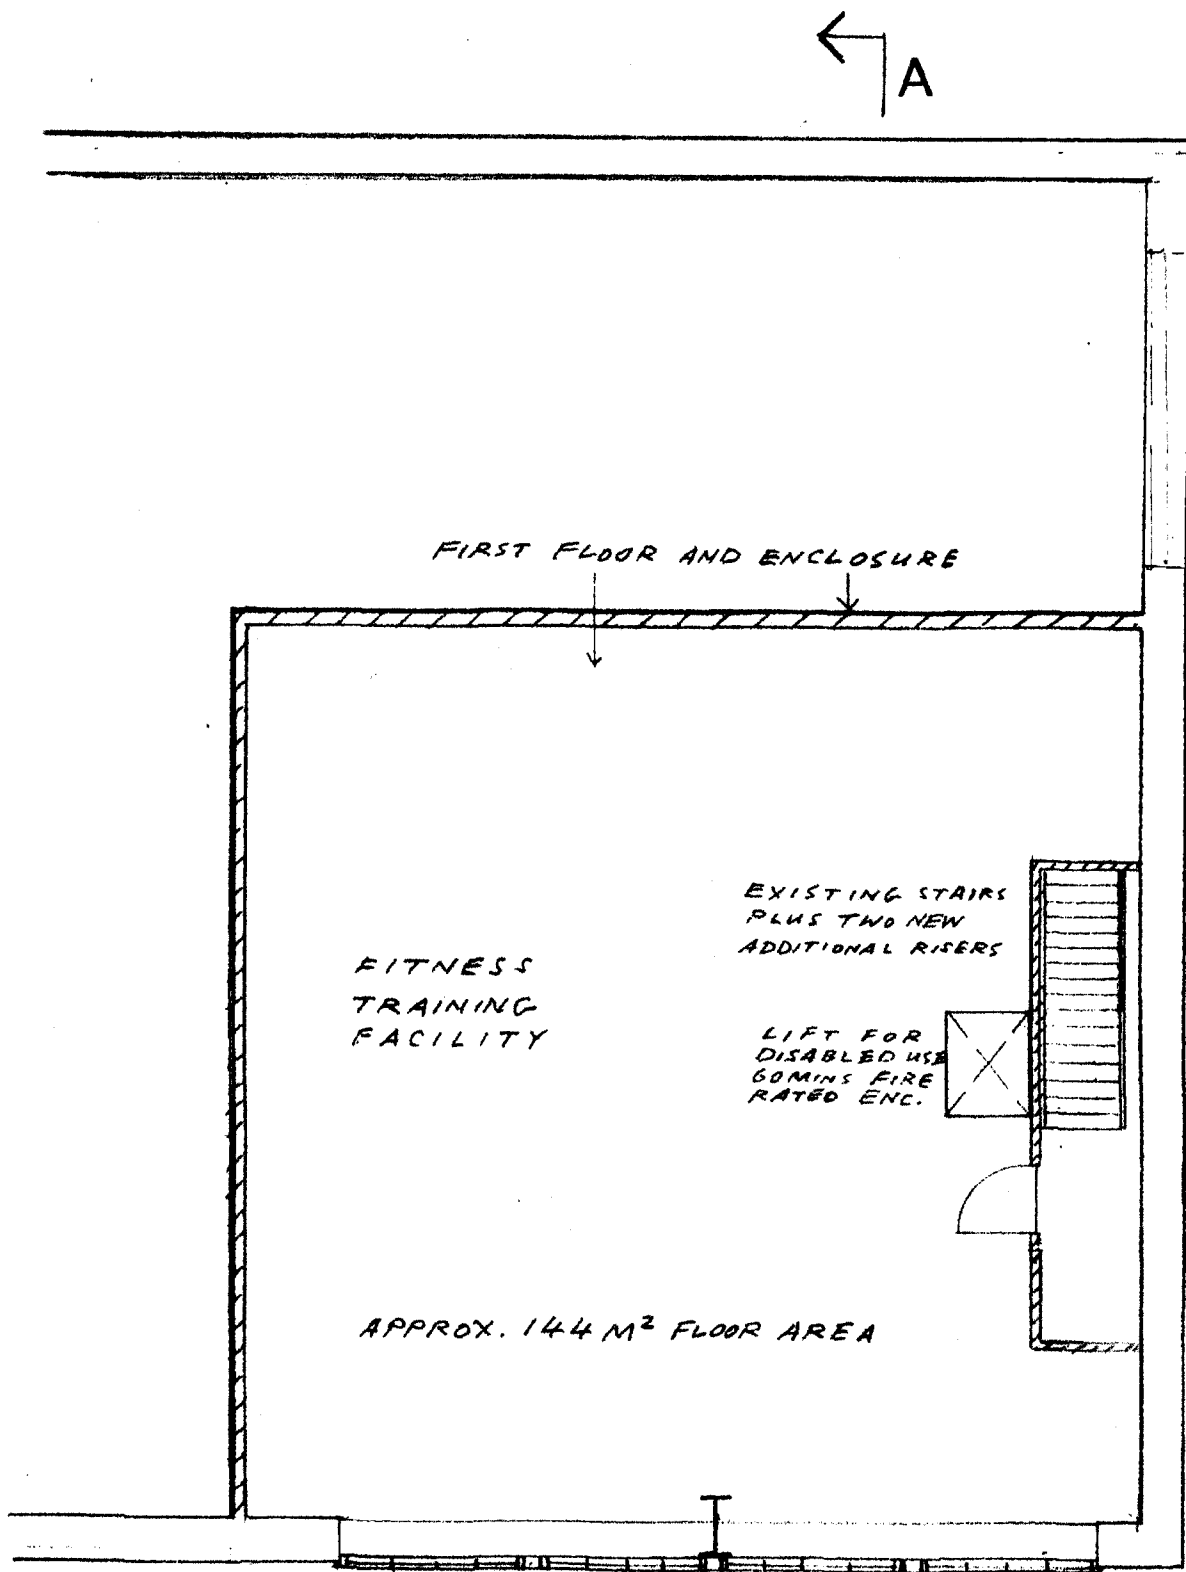 A
FIRST FLOOR AND ENCLOSURE
EXISTING STAIRS
PLUS TWO NEW
ADDITIONAL RISERS
FITNESS
TRAINING
FACILITY
LIFT FOR
DISABLED USE
60MINS FIRE
RATED ENC.
APPROX. 144 M² FLOOR AREA